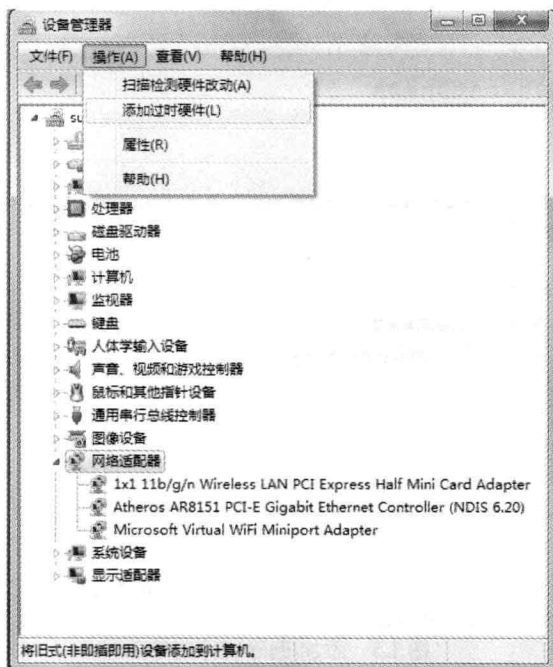 设备管理器
文件(F) 操作(A) 查看(V) 帮助(H)
扫描检测硬件改动(A)
添加过时硬件(L)
属性(R)
帮助(H)
su
处理器
磁盘驱动器
电池
计算机
监视器
键盘
人体学输入设备
声音、视频和游戏控制器
鼠标和其他指针设备
通用串行总线控制器
图像设备
网络适配器
1x1 11b/g/n Wireless LAN PCI Express Half Mini Card Adapter
Atheros AR8151 PCI-E Gigabit Ethernet Controller (NDIS 6.20)
Microsoft Virtual WiFi Miniport Adapter
系统设备
显示适配器
将旧式(非即插即用)设备添加到计算机。